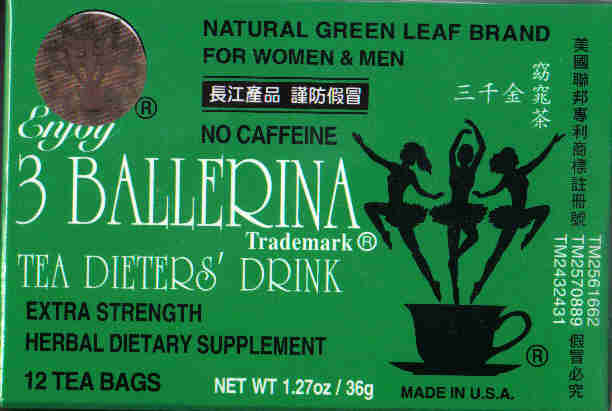 NATURAL GREEN LEAF BRAND
FOR WOMEN & MEN
長江產品 謹防假冒
NO CAFFEINE
®
Enjoy
3 BALLERINA
Trademark ®
TEA DIETERS' DRINK
EXTRA STRENGTH
HERBAL DIETARY SUPPLEMENT
12 TEA BAGS
NET WT 1.27oz / 36g
三千金
窈窕茶
®
MADE IN U.S.A.
美國聯邦專利商標註冊號
TM2561662
TM2570889
TM2432431
假冒必究